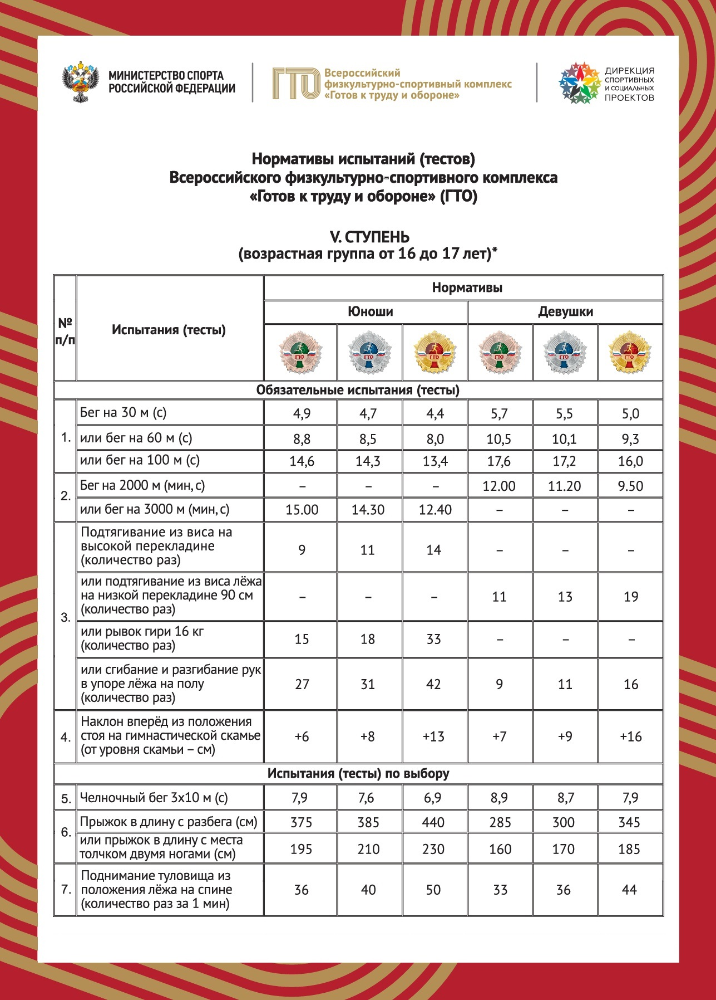 МИНИСТЕРСТВО СПОРТА
РОССИЙСКОЙ ФЕДЕРАЦИИ
ГТО
Всероссийский
физкультурно-спортивный комплекс
«Готов к труду и обороне»
ДИРЕКЦИЯ
СПОРТИВНЫХ
И СОЦИАЛЬНЫХ
ПРОЕКТОВ
Нормативы испытаний (тестов)
Всероссийского физкультурно-спортивного комплекса
«Готов к труду и обороне» (ГТО)
V. СТУПЕНЬ
(возрастная группа от 16 до 17 лет)*
№
п/п
Испытания (тесты)
Нормативы
Юноши Девушки
ГТО ГТО ГТО ГТО ГТО ГТО
Обязательные испытания (тесты)
1.
Бег на 30 м (с) 4,9 4,7 4,4 5,7 5,5 5,0
или бег на 60 м (с) 8,8 8,5 8,0 10,5 10,1 9,3
или бег на 100 м (с) 14,6 14,3 13,4 17,6 17,2 16,0
2.
Бег на 2000 м (мин, с) – – – 12.00 11.20 9.50
или бег на 3000 м (мин, с) 15.00 14.30 12.40 – – –
3.
Подтягивание из виса на
высокой перекладине
(количество раз) 9 11 14 – – –
или подтягивание из виса лёжа
на низкой перекладине 90 см
(количество раз) – – – 11 13 19
или рывок гири 16 кг
(количество раз) 15 18 33 – – –
или сгибание и разгибание рук
в упоре лёжа на полу
(количество раз) 27 31 42 9 11 16
4.
Наклон вперёд из положения
стоя на гимнастической скамье
(от уровня скамьи – см) +6 +8 +13 +7 +9 +16
Испытания (тесты) по выбору
5. Челночный бег 3х10 м (с) 7,9 7,6 6,9 8,9 8,7 7,9
6.
Прыжок в длину с разбега (см) 375 385 440 285 300 345
или прыжок в длину с места
толчком двумя ногами (см) 195 210 230 160 170 185
7.
Поднимание туловища из
положения лёжа на спине
(количество раз за 1 мин) 36 40 50 33 36 44